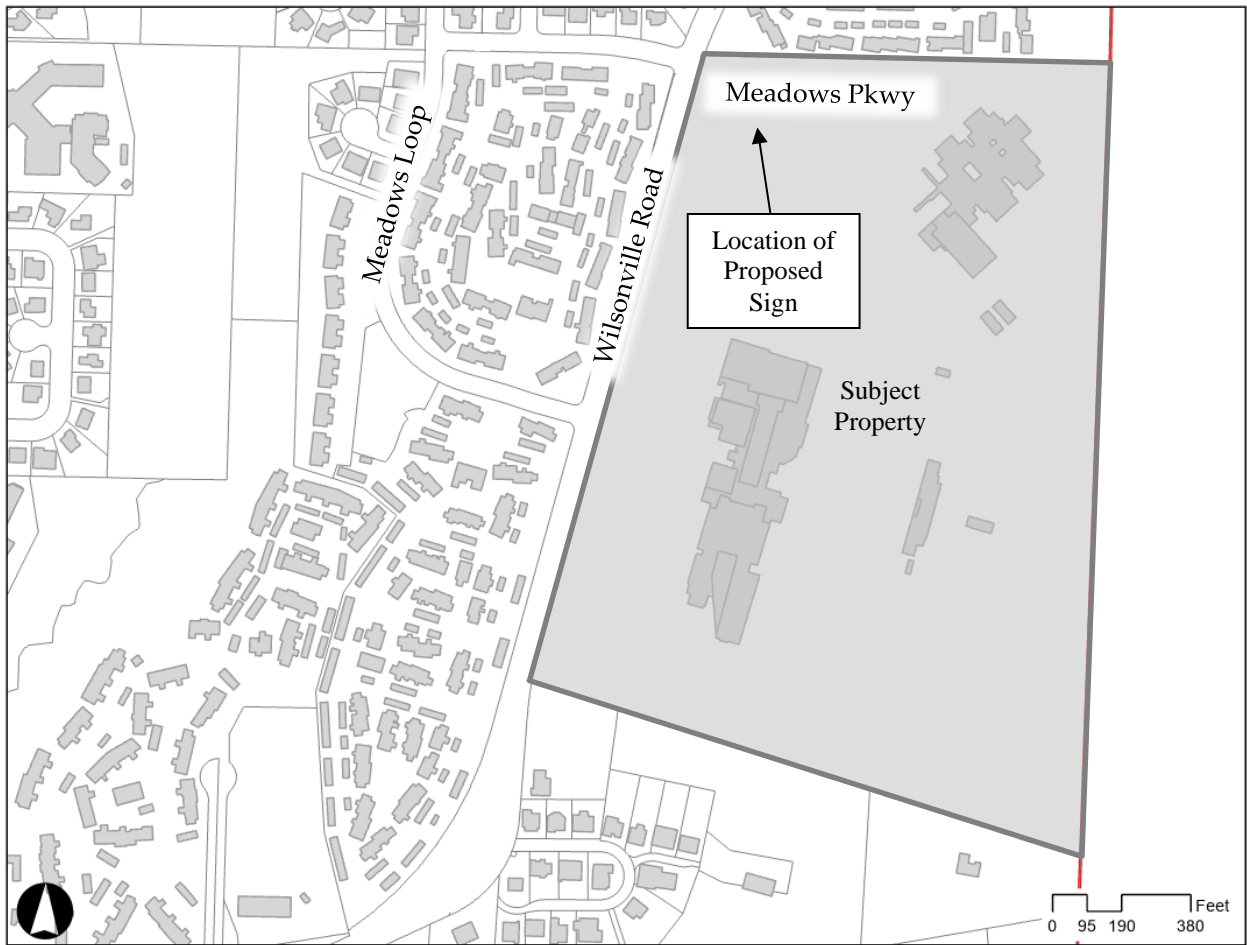 Meadows Pkwy
Meadows Loop
Wilsonville Road
Location of
Proposed
Sign
Subject
Property
Feet
0 95 190 380